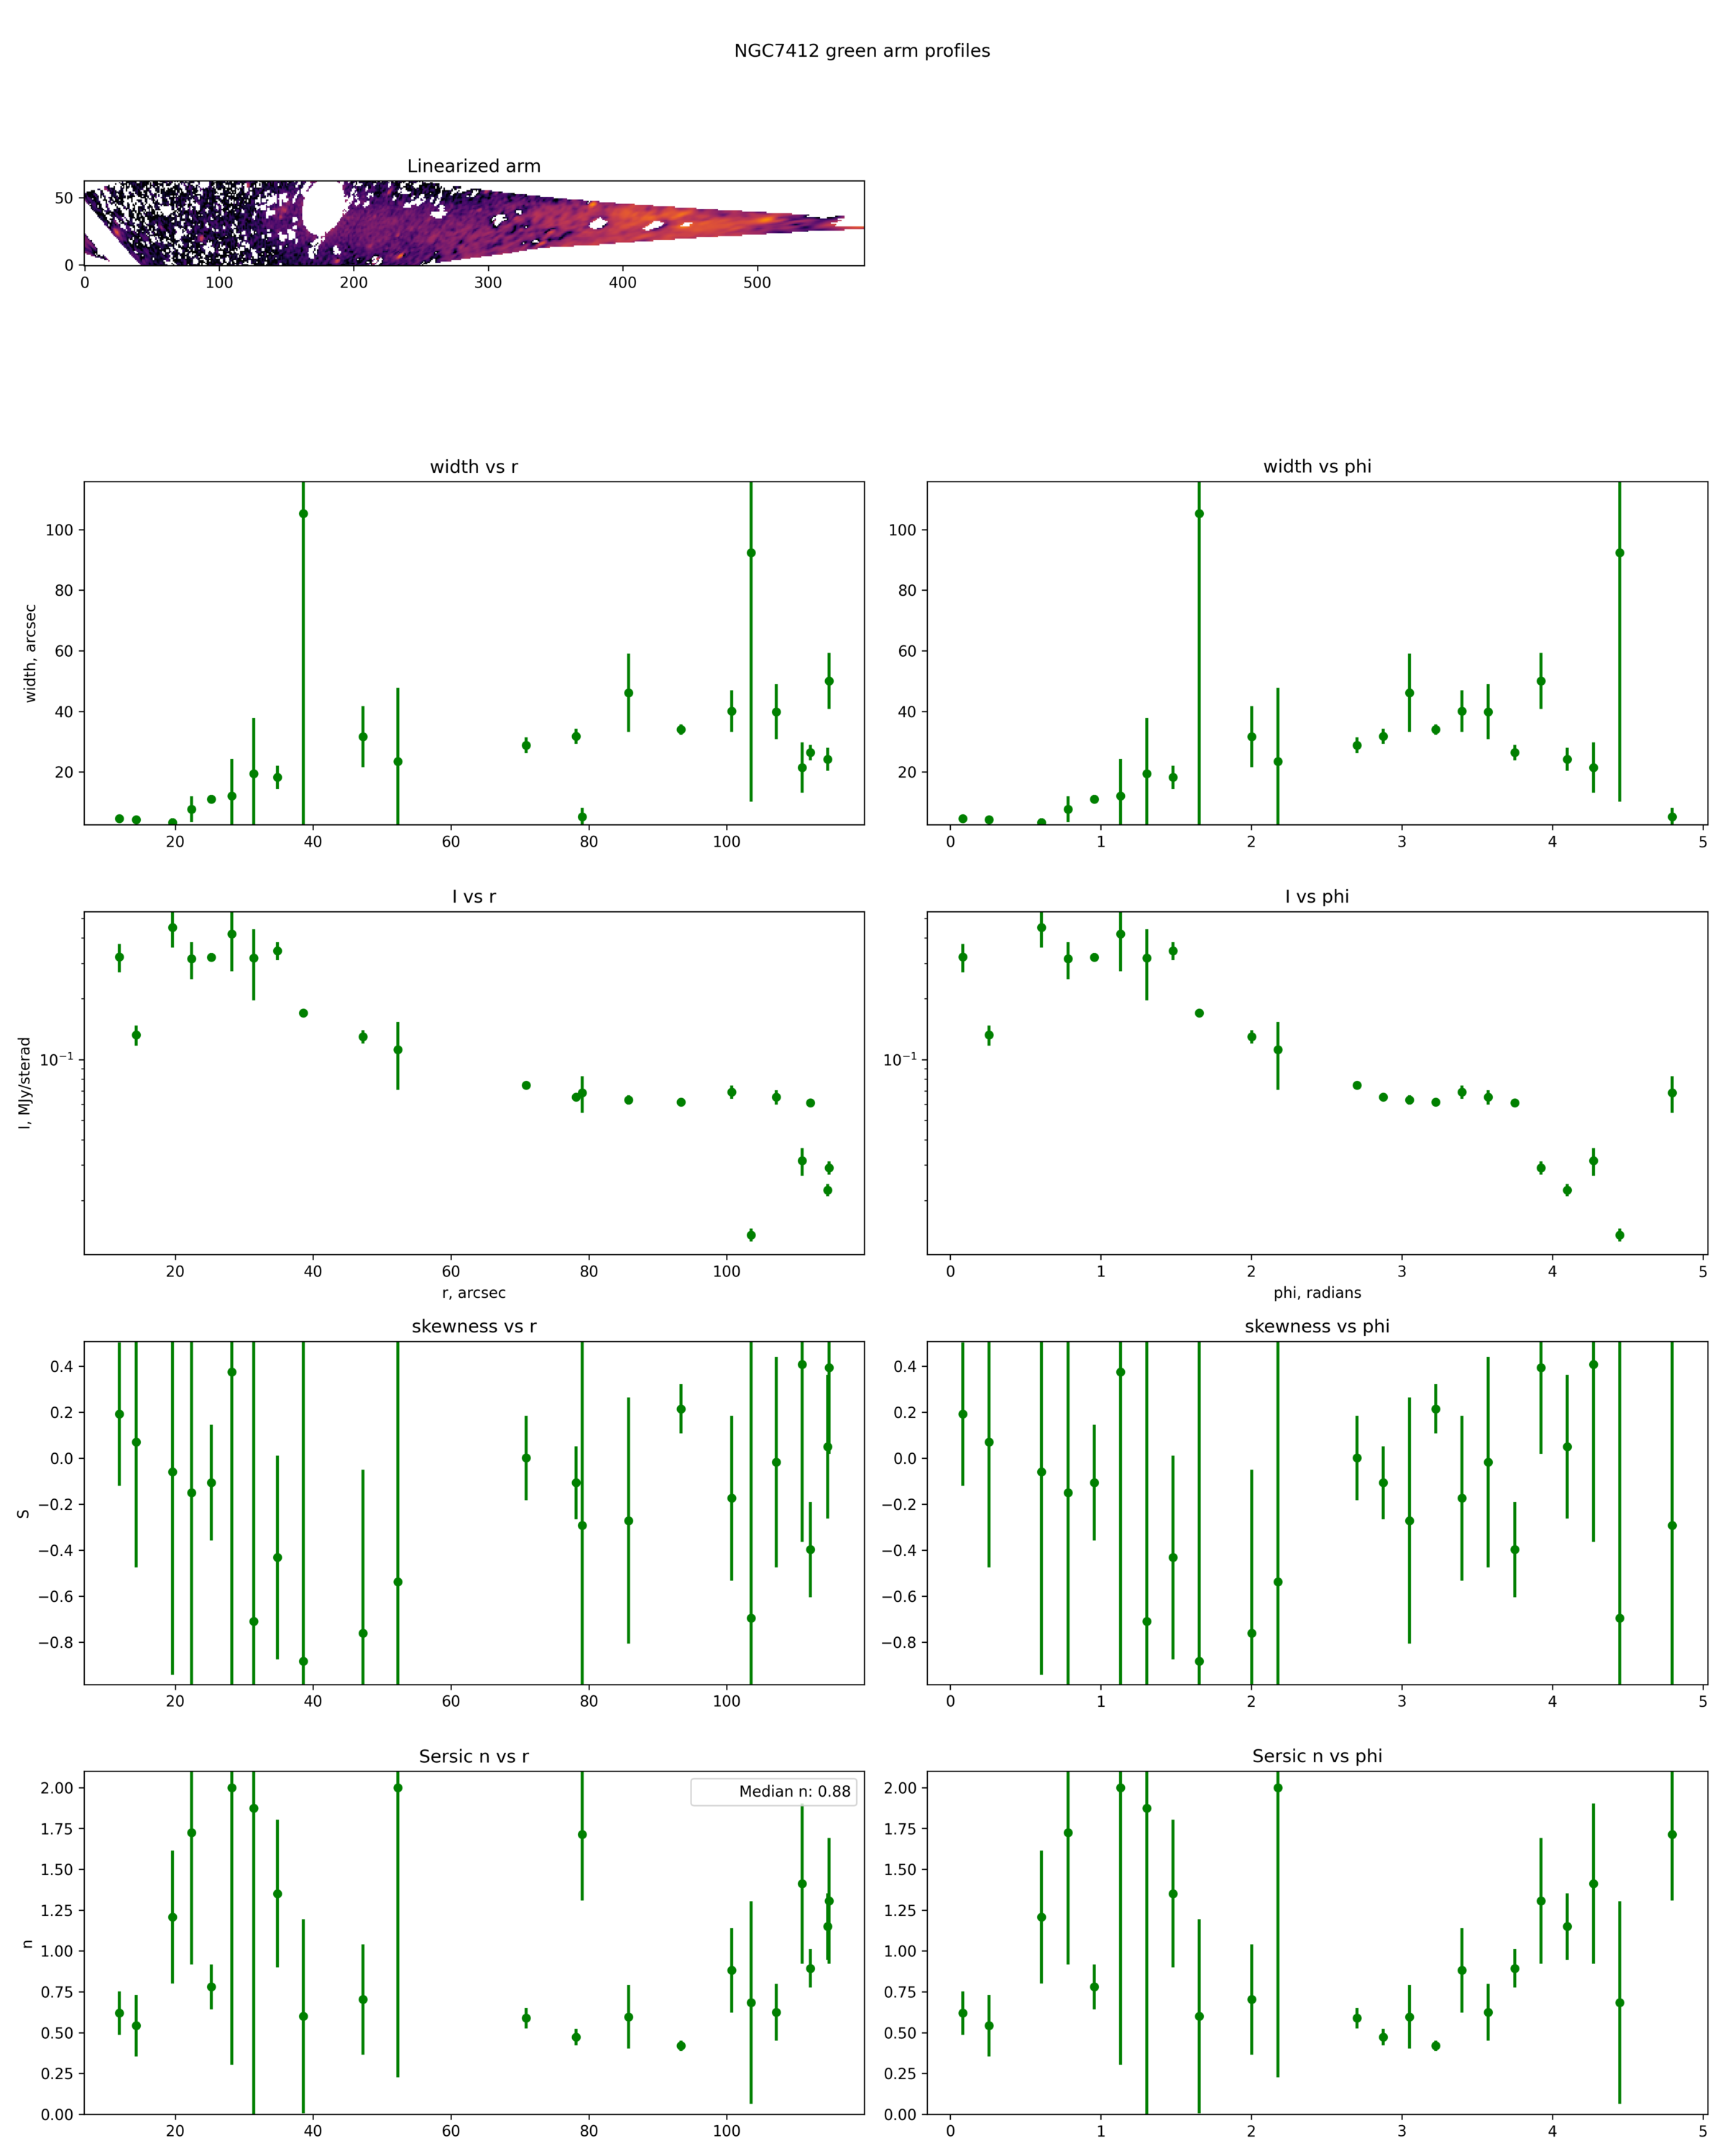 NGC7412 green arm profiles
Linearized arm
50
0
0 100 200 300 400 500
width vs r
width, arcsec
100
80
60
40
20
20 40 60 80 100
width vs phi
100
80
60
40
20
0 1 2 3 4 5
I vs r
I, MJy/sterad
10⁻¹
20 40 60 80 100
r, arcsec
I vs phi
10⁻¹
0 1 2 3 4 5
phi, radians
skewness vs r
S
0.4
0.2
0.0
−0.2
−0.4
−0.6
−0.8
20 40 60 80 100
skewness vs phi
0.4
0.2
0.0
−0.2
−0.4
−0.6
−0.8
0 1 2 3 4 5
Sersic n vs r
Median n: 0.88
n
2.00
1.75
1.50
1.25
1.00
0.75
0.50
0.25
0.00
20 40 60 80 100
Sersic n vs phi
2.00
1.75
1.50
1.25
1.00
0.75
0.50
0.25
0.00
0 1 2 3 4 5